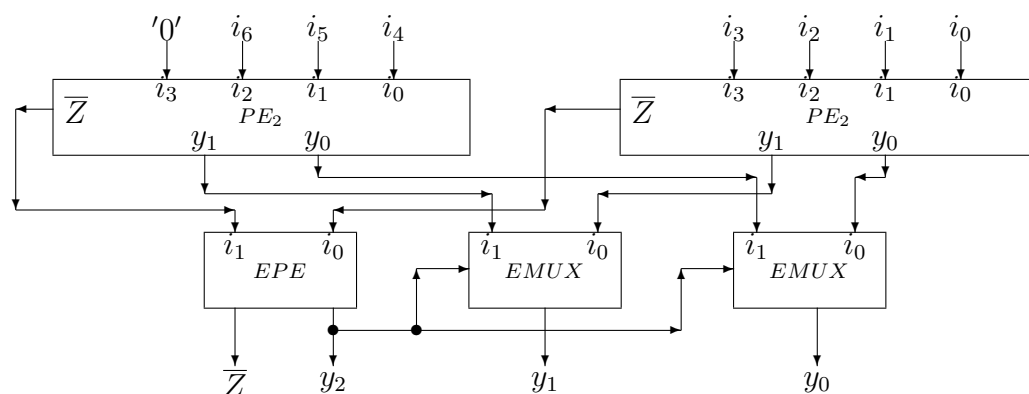 '0' i₆ i₅ i₄ i₃ i₂ i₁ i₀
i₃ i₂ i₁ i₀ i₃ i₂ i₁ i₀
Z̅ PE₂ Z̅ PE₂
y₁ y₀ y₁ y₀
i₁ i₀ i₁ i₀ i₁ i₀
EPE EMUX EMUX
Z̅ y₂ y₁ y₀